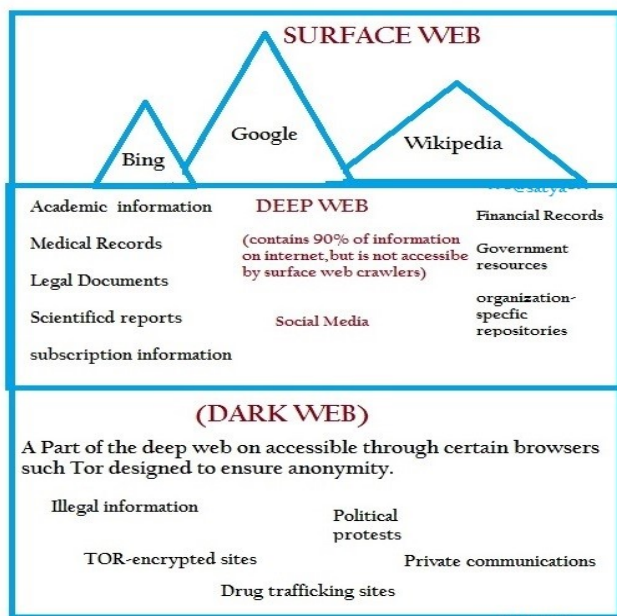 SURFACE WEB
Bing
Google
Wikipedia
@satya
Academic information
Medical Records
Legal Documents
Scientificd reports
subscription information
DEEP WEB
(contains 90% of information
on internet,but is not accessibe
by surface web crawlers)
Social Media
Financial Records
Government
resources
organization-
specfic
repositories
(DARK WEB)
A Part of the deep web on accessible through certain browsers
such Tor designed to ensure anonymity.
Illegal information
Political
protests
TOR-encrypted sites
Private communications
Drug trafficking sites